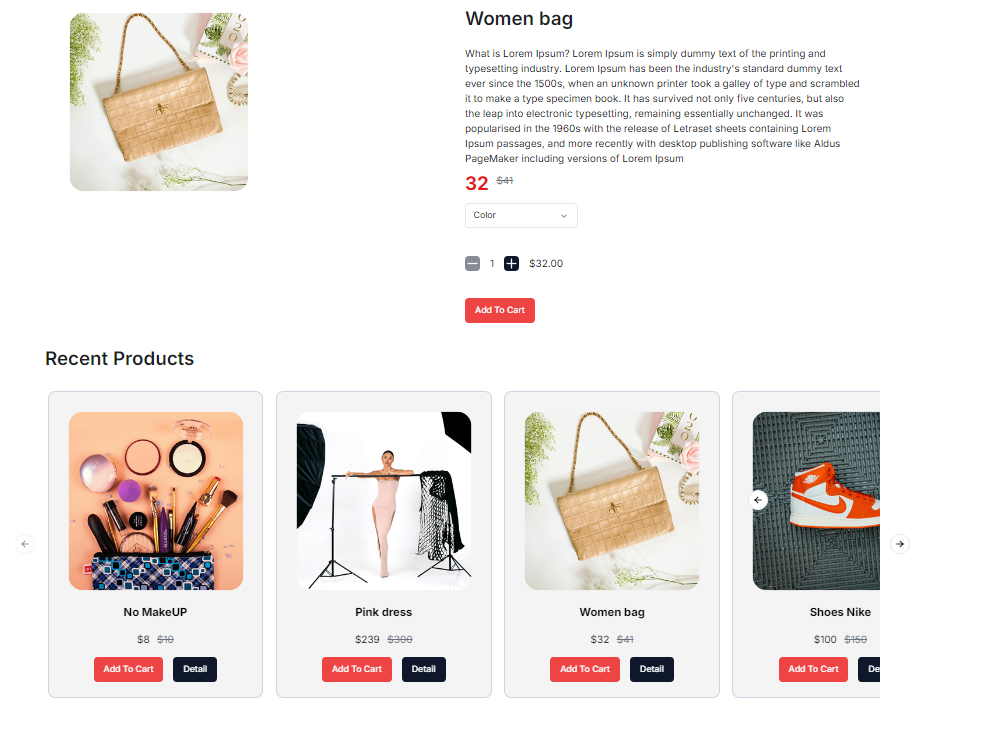 Women bag
What is Lorem Ipsum? Lorem Ipsum is simply dummy text of the printing and
typesetting industry. Lorem Ipsum has been the industry's standard dummy text
ever since the 1500s, when an unknown printer took a galley of type and scrambled
it to make a type specimen book. It has survived not only five centuries, but also
the leap into electronic typesetting, remaining essentially unchanged. It was
popularised in the 1960s with the release of Letraset sheets containing Lorem
Ipsum passages, and more recently with desktop publishing software like Aldus
PageMaker including versions of Lorem Ipsum
32 $41
Color
1 $32.00
Add To Cart
Recent Products
No MakeUP
$8 $10
Add To Cart Detail
Pink dress
$239 $300
Add To Cart Detail
Women bag
$32 $41
Add To Cart Detail
Shoes Nike
$100 $150
Add To Cart De